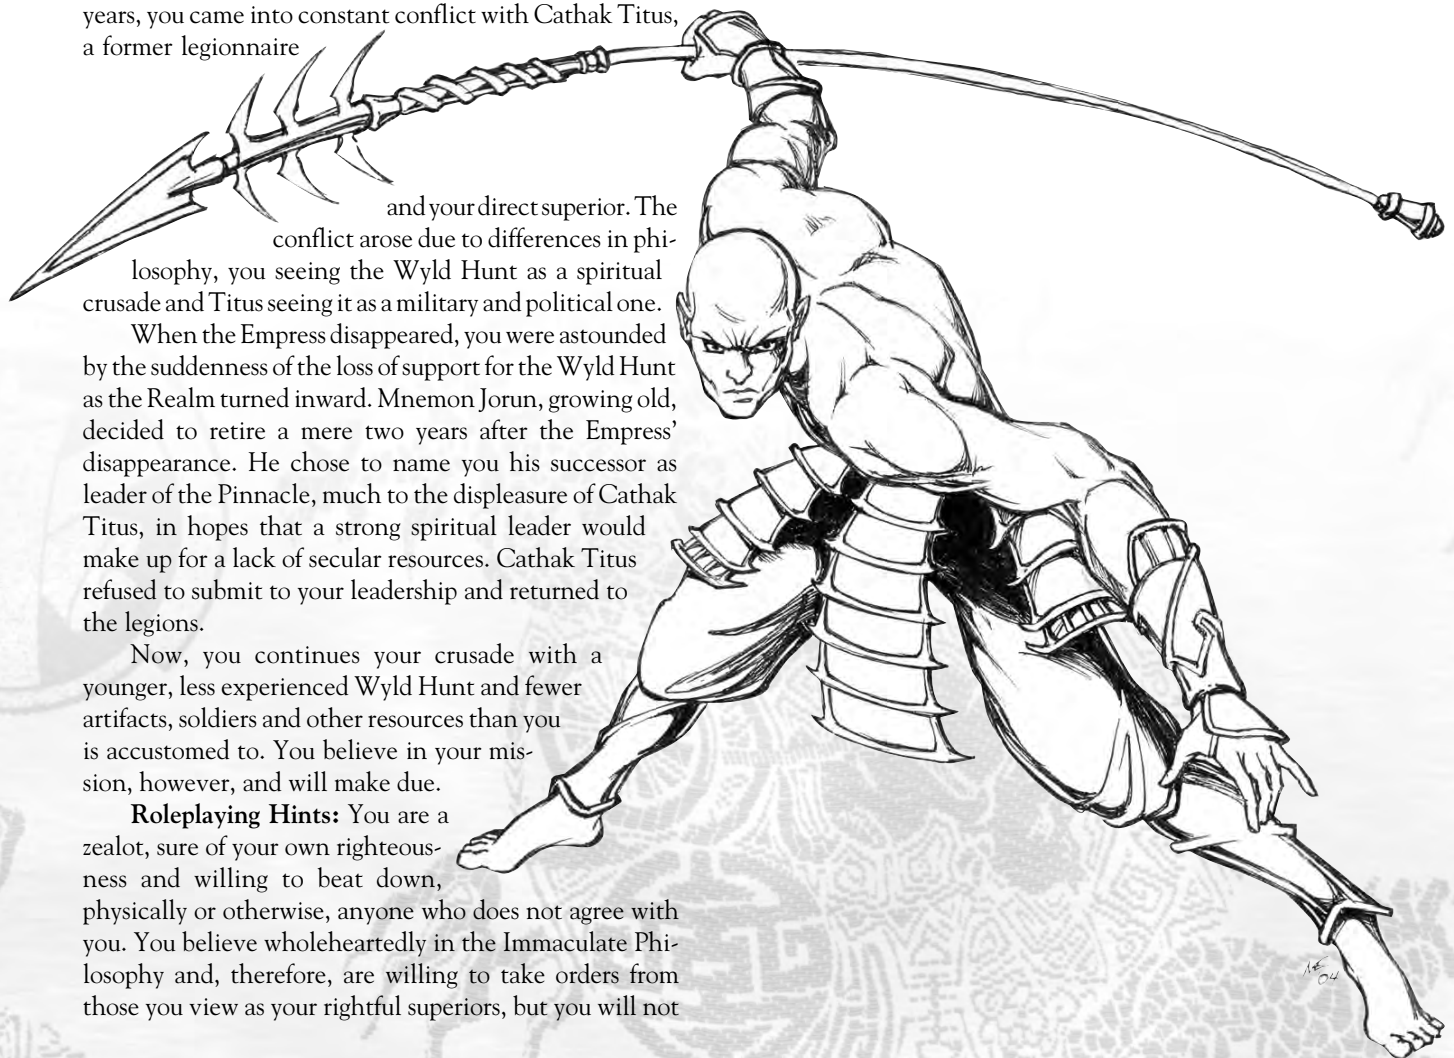 years, you came into constant conflict with Cathak Titus,
a former legionnaire
and your direct superior. The
conflict arose due to differences in phi-
losophy, you seeing the Wyld Hunt as a spiritual
crusade and Titus seeing it as a military and political one.
When the Empress disappeared, you were astounded
by the suddenness of the loss of support for the Wyld Hunt
as the Realm turned inward. Mnemon Jorun, growing old,
decided to retire a mere two years after the Empress’
disappearance. He chose to name you his successor as
leader of the Pinnacle, much to the displeasure of Cathak
Titus, in hopes that a strong spiritual leader would
make up for a lack of secular resources. Cathak Titus
refused to submit to your leadership and returned to
the legions.
Now, you continues your crusade with a
younger, less experienced Wyld Hunt and fewer
artifacts, soldiers and other resources than you
is accustomed to. You believe in your mis-
sion, however, and will make due.
Roleplaying Hints: You are a
zealot, sure of your own righteous-
ness and willing to beat down,
physically or otherwise, anyone who does not agree with
you. You believe wholeheartedly in the Immaculate Phi-
losophy and, therefore, are willing to take orders from
those you view as your rightful superiors, but you will not
04